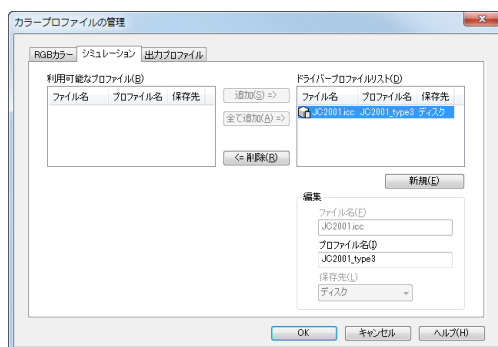 カラープロファイルの管理
RGBカラー シミュレーション 出力プロファイル
利用可能なプロファイル(B)
ファイル名 プロファイル名 保存先
追加(S) =>
全て追加(A) =>
<= 削除(R)
ドライバープロファイルリスト(D)
ファイル名 プロファイル名 保存先
JC2001.icc JC2001_type3 ディスク
新規(E)
編集
ファイル名(F)
JC2001.icc
プロファイル名(I)
JC2001_type3
保存先(L)
ディスク
OK キャンセル ヘルプ(H)